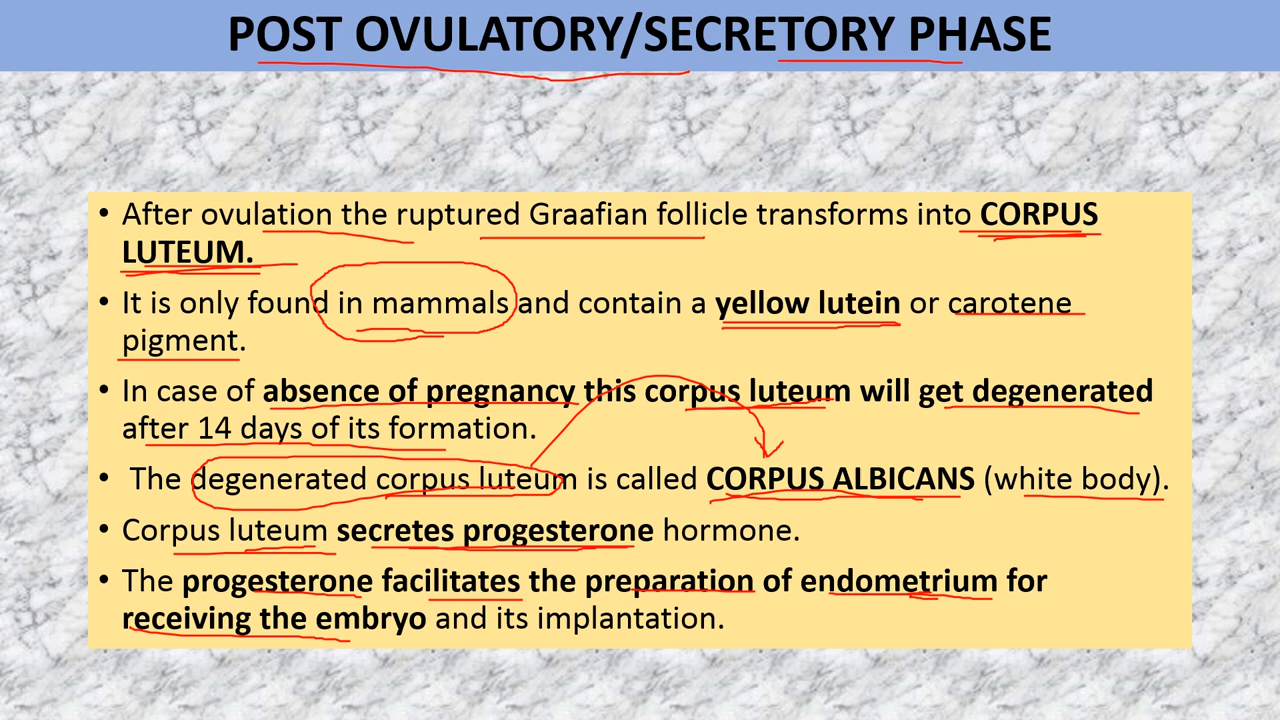 POST OVULATORY/SECRETORY PHASE
• After ovulation the ruptured Graafian follicle transforms into CORPUS
LUTEUM.
• It is only found in mammals and contain a yellow lutein or carotene
pigment.
• In case of absence of pregnancy this corpus luteum will get degenerated
after 14 days of its formation.
• The degenerated corpus luteum is called CORPUS ALBICANS (white body).
• Corpus luteum secretes progesterone hormone.
• The progesterone facilitates the preparation of endometrium for
receiving the embryo and its implantation.